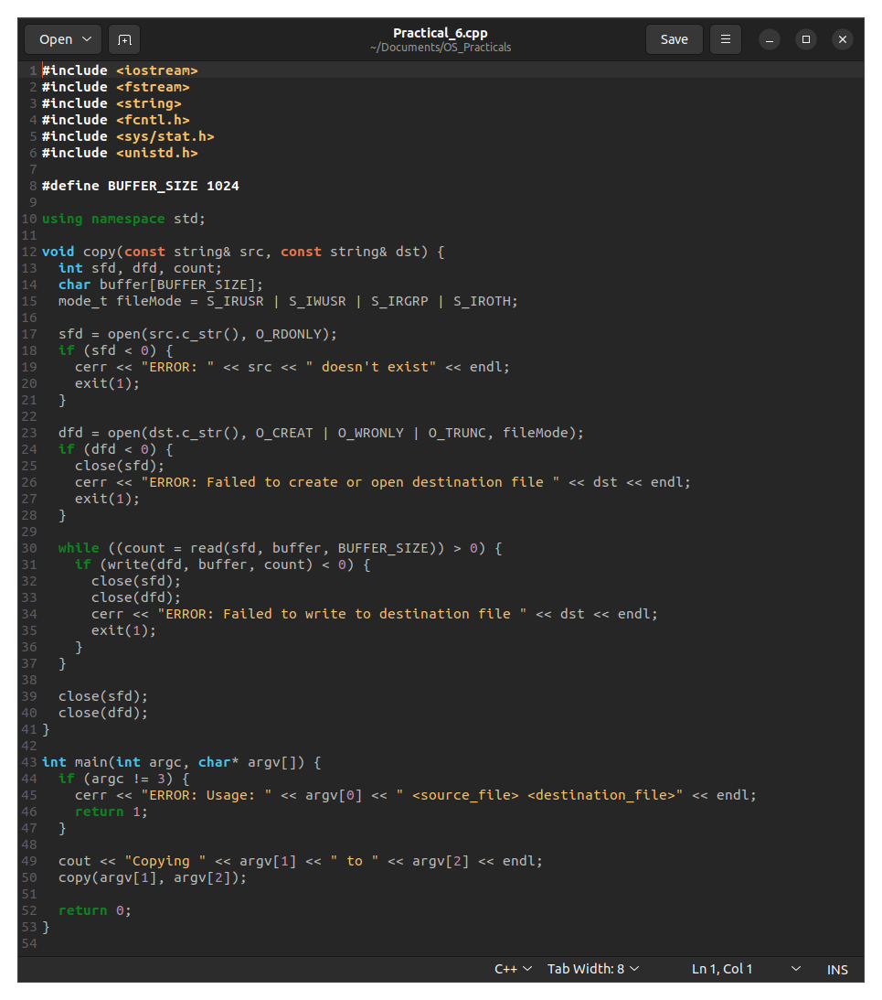 Open
Practical_6.cpp
~/Documents/OS_Practicals
Save
1 #include <iostream>
2 #include <fstream>
3 #include <string>
4 #include <fcntl.h>
5 #include <sys/stat.h>
6 #include <unistd.h>
7
8 #define BUFFER_SIZE 1024
9
10 using namespace std;
11
12 void copy(const string& src, const string& dst) {
13   int sfd, dfd, count;
14   char buffer[BUFFER_SIZE];
15   mode_t fileMode = S_IRUSR | S_IWUSR | S_IRGRP | S_IROTH;
16
17   sfd = open(src.c_str(), O_RDONLY);
18   if (sfd < 0) {
19     cerr << "ERROR: " << src << " doesn't exist" << endl;
20     exit(1);
21   }
22
23   dfd = open(dst.c_str(), O_CREAT | O_WRONLY | O_TRUNC, fileMode);
24   if (dfd < 0) {
25     close(sfd);
26     cerr << "ERROR: Failed to create or open destination file " << dst << endl;
27     exit(1);
28   }
29
30   while ((count = read(sfd, buffer, BUFFER_SIZE)) > 0) {
31     if (write(dfd, buffer, count) < 0) {
32       close(sfd);
33       close(dfd);
34       cerr << "ERROR: Failed to write to destination file " << dst << endl;
35       exit(1);
36     }
37   }
38
39   close(sfd);
40   close(dfd);
41 }
42
43 int main(int argc, char* argv[]) {
44   if (argc != 3) {
45     cerr << "ERROR: Usage: " << argv[0] << " <source_file> <destination_file>" << endl;
46     return 1;
47   }
48
49   cout << "Copying " << argv[1] << " to " << argv[2] << endl;
50   copy(argv[1], argv[2]);
51
52   return 0;
53 }
54
C++ Tab Width: 8 Ln 1, Col 1 INS